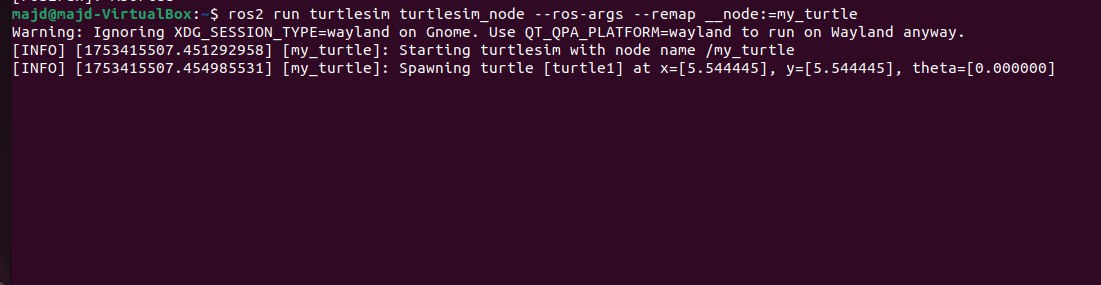 majd@majd-VirtualBox:~$ ros2 run turtlesim turtlesim_node --ros-args --remap __node:=my_turtle
Warning: Ignoring XDG_SESSION_TYPE=wayland on Gnome. Use QT_QPA_PLATFORM=wayland to run on Wayland anyway.
[INFO] [1753415507.451292958] [my_turtle]: Starting turtlesim with node name /my_turtle
[INFO] [1753415507.454985531] [my_turtle]: Spawning turtle [turtle1] at x=[5.544445], y=[5.544445], theta=[0.000000]